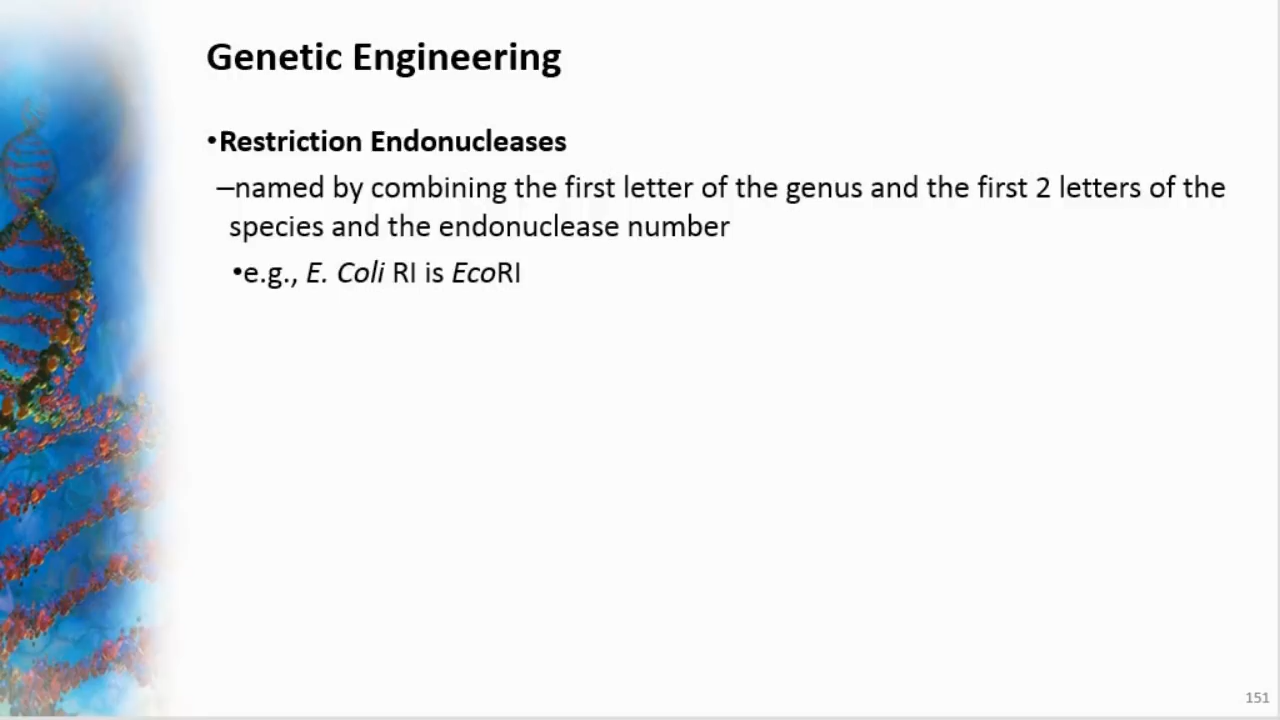 Genetic Engineering
•Restriction Endonucleases
–named by combining the first letter of the genus and the first 2 letters of the
species and the endonuclease number
•e.g., E. Coli RI is EcoRI
151